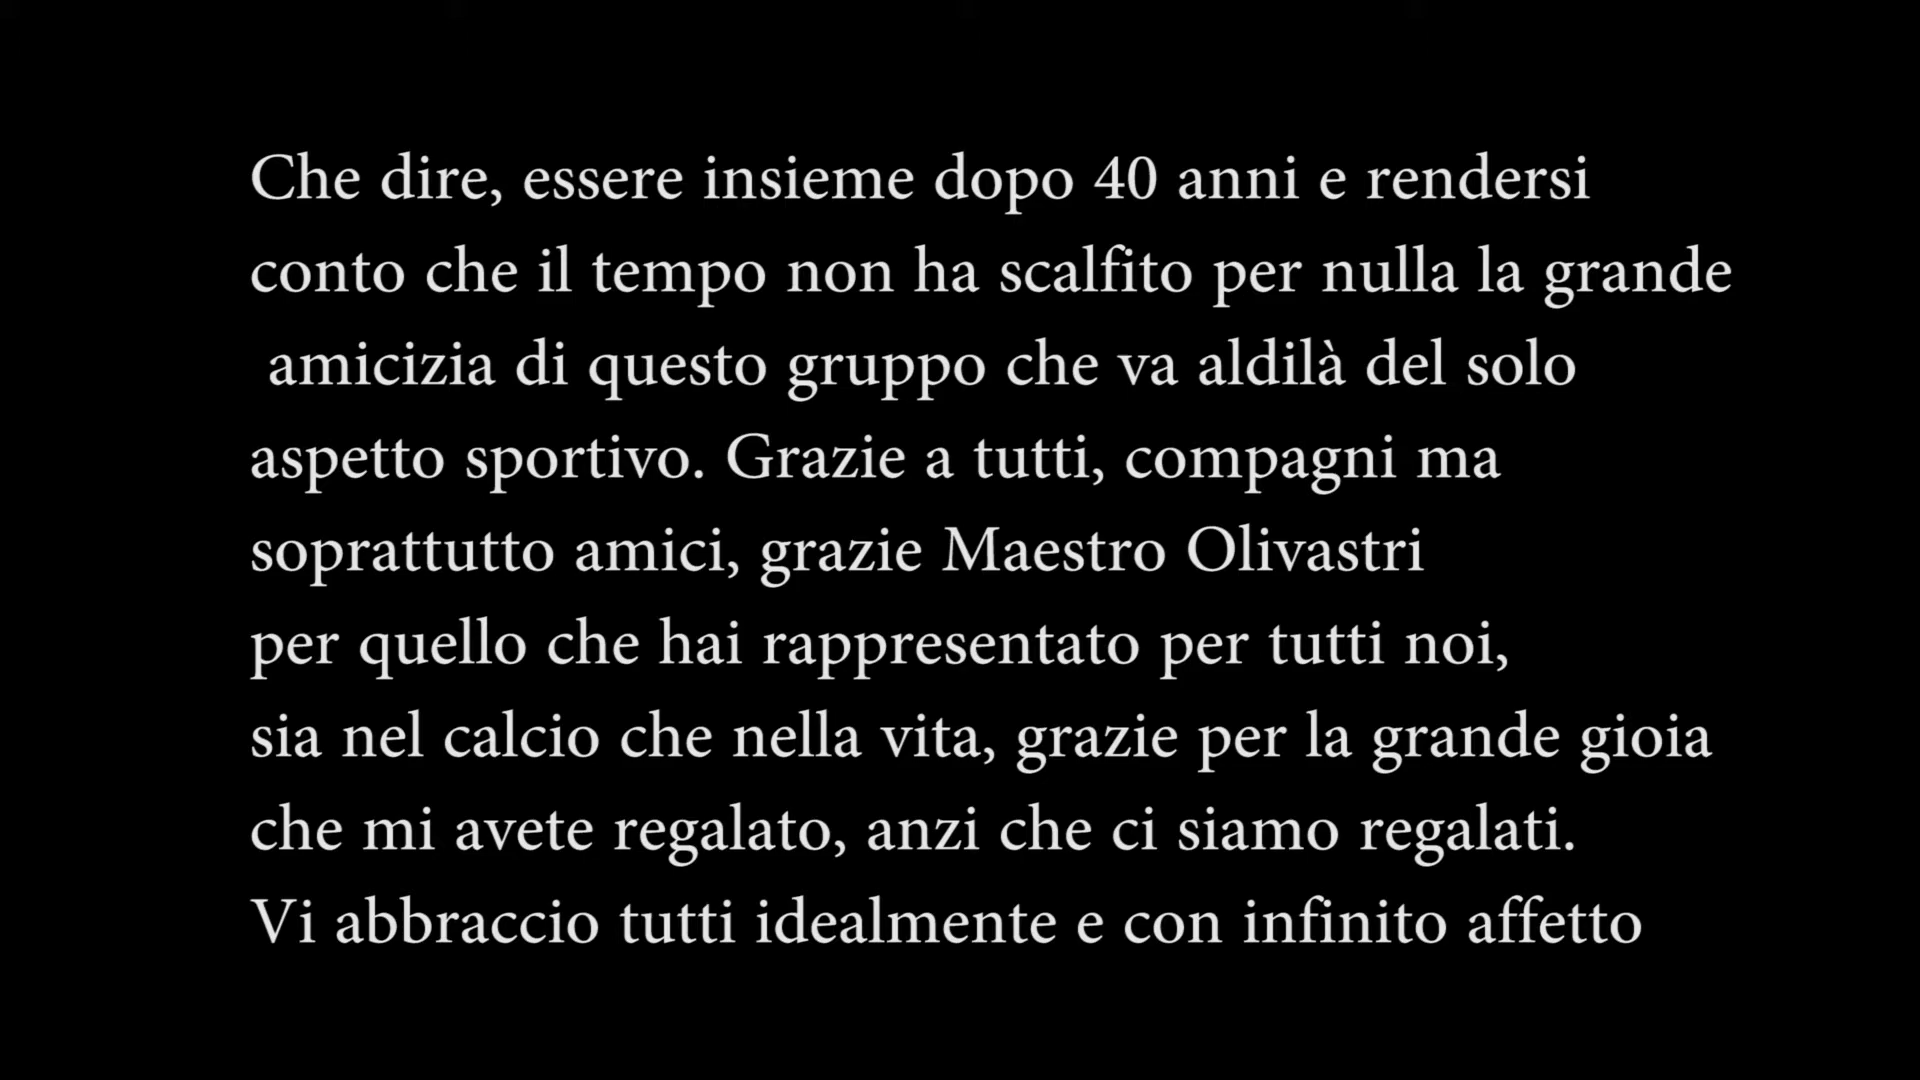 Che dire, essere insieme dopo 40 anni e rendersi
conto che il tempo non ha scalfito per nulla la grande
amicizia di questo gruppo che va aldilà del solo
aspetto sportivo. Grazie a tutti, compagni ma
soprattutto amici, grazie Maestro Olivastri
per quello che hai rappresentato per tutti noi,
sia nel calcio che nella vita, grazie per la grande gioia
che mi avete regalato, anzi che ci siamo regalati.
Vi abbraccio tutti idealmente e con infinito affetto